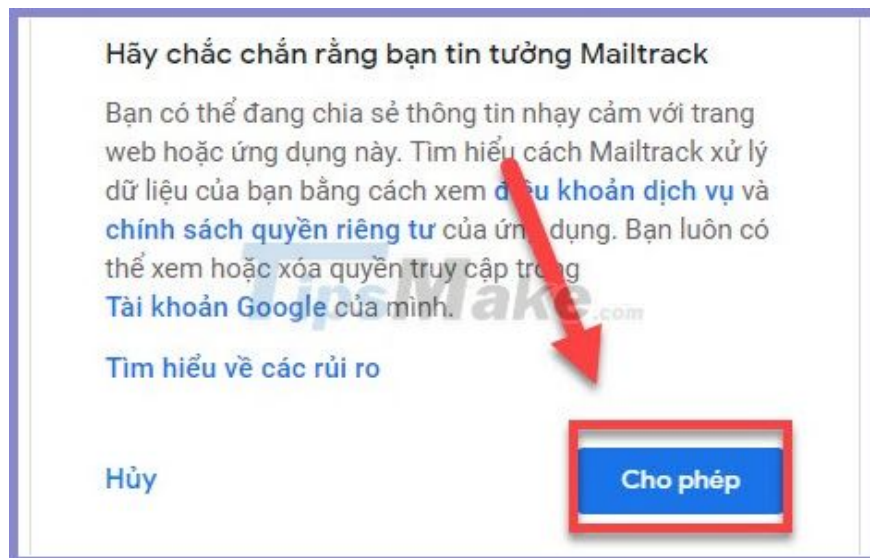 Hãy chắc chắn rằng bạn tin tưởng Mailtrack
Bạn có thể đang chia sẻ thông tin nhạy cảm với trang
web hoặc ứng dụng này. Tìm hiểu cách Mailtrack xử lý
dữ liệu của bạn bằng cách xem điều khoản dịch vụ và
chính sách quyền riêng tư của ứng dụng. Bạn luôn có
thể xem hoặc xóa quyền truy cập trong
Tài khoản Google của mình.
TipsMake.com
Tìm hiểu về các rủi ro
Hủy
Cho phép